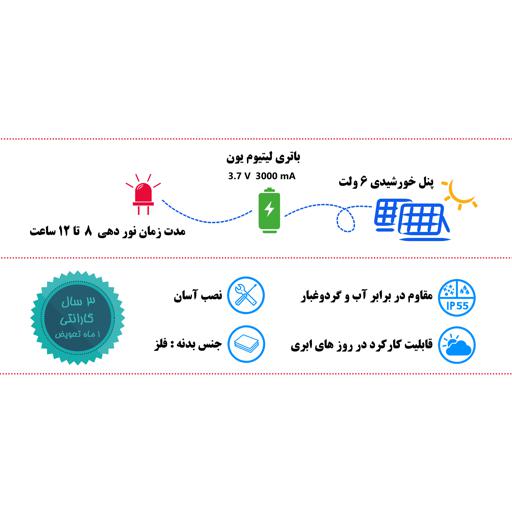 باتری لیتیوم یون
3.7 V 3000 mA
پنل خورشیدی ۶ ولت
مدت زمان نور دهی ۸ تا ۱۲ ساعت
مقاوم در برابر آب و گردوغبار
IP55
نصب آسان
۳ سال
گارانتی
۱ ماه تعویض
قابلیت کارکرد در روز های ابری
جنس بدنه : فلز